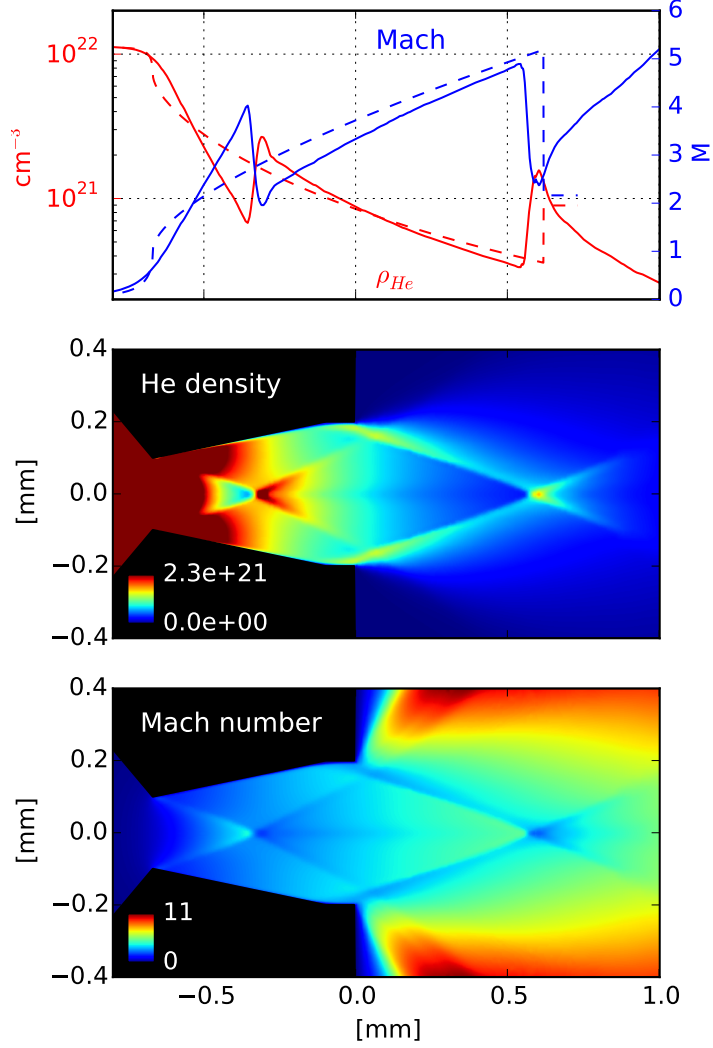 6
10²² Mach 5
4
cm⁻³ 3 M
10²¹ 2
1
ρHe 0
0.4
He density
0.2
[mm] 0.0
−0.2
2.3e+21
0.0e+00
−0.4
0.4
Mach number
0.2
[mm] 0.0
−0.2
11
0
−0.4
−0.5 0.0 0.5 1.0
[mm]